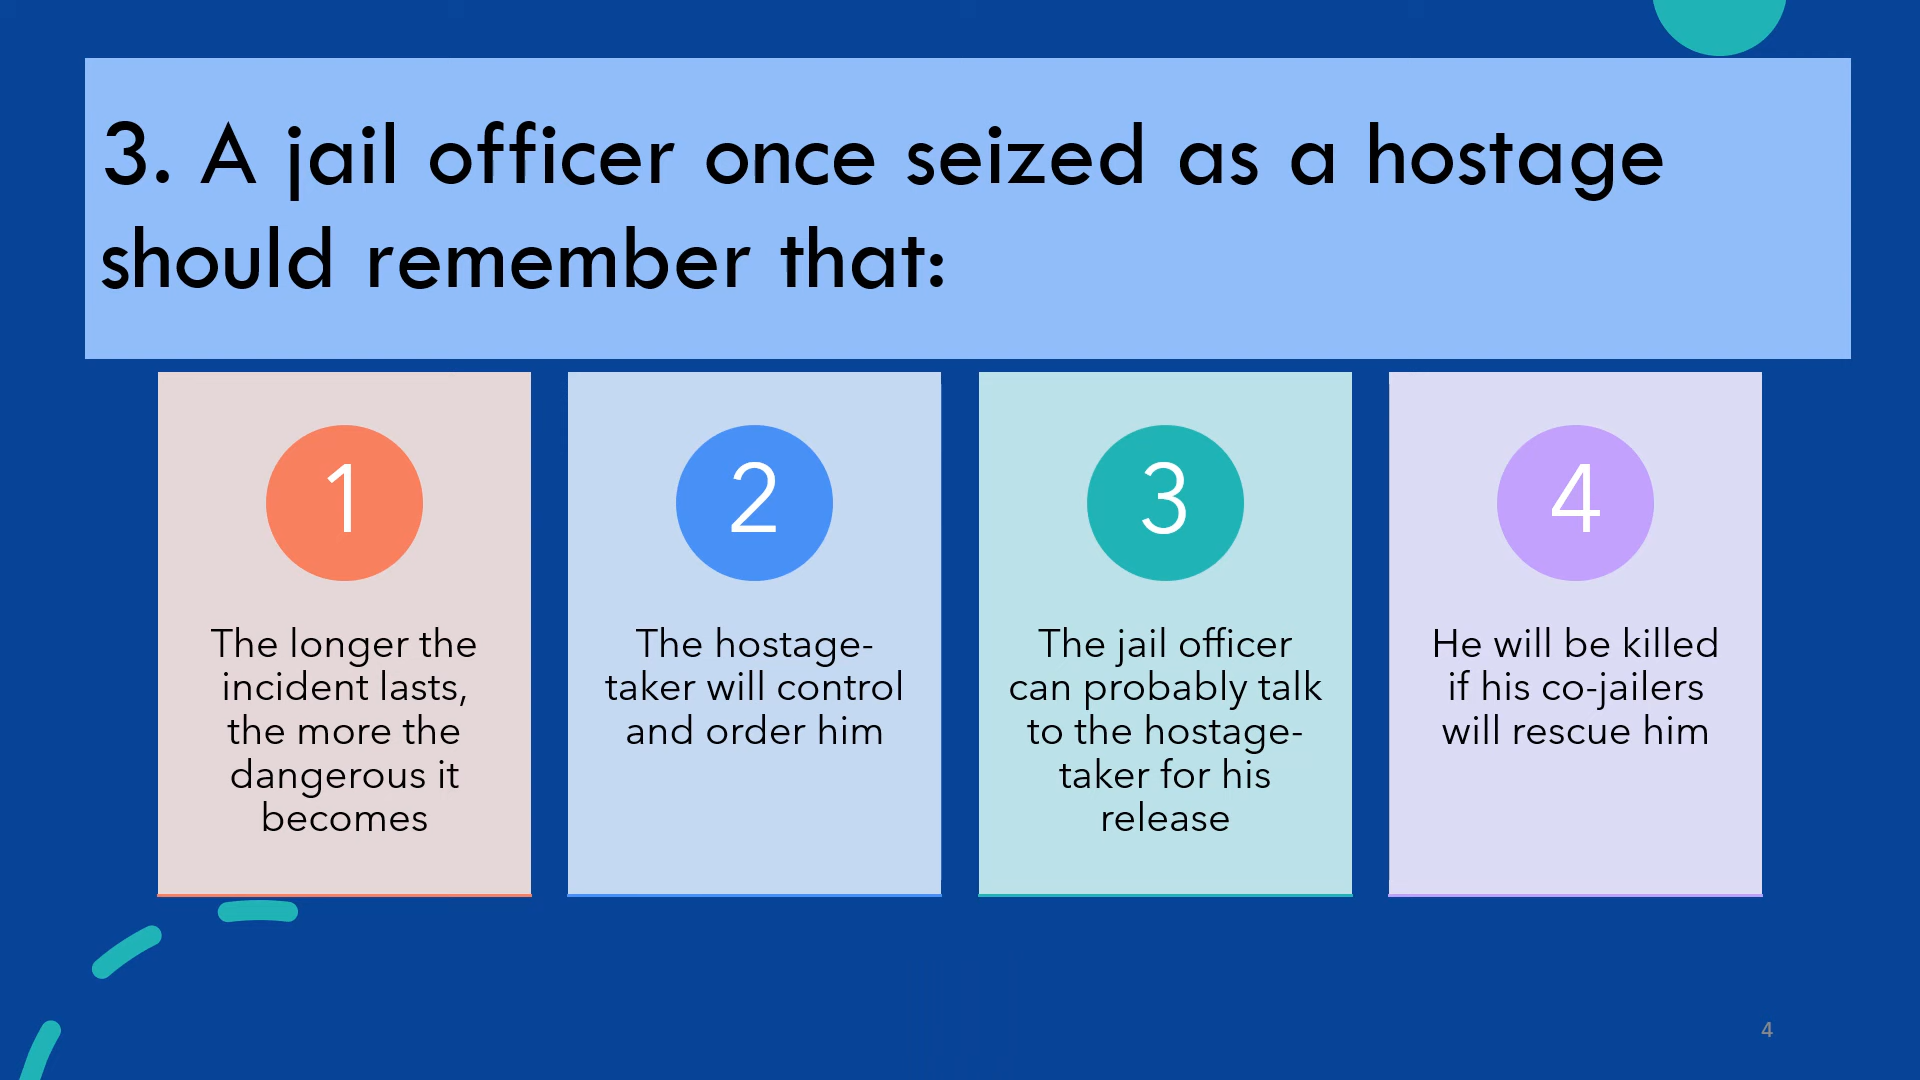 3. A jail officer once seized as a hostage
should remember that:
1
The longer the
incident lasts,
the more the
dangerous it
becomes
2
The hostage-
taker will control
and order him
3
The jail officer
can probably talk
to the hostage-
taker for his
release
4
He will be killed
if his co-jailers
will rescue him
4